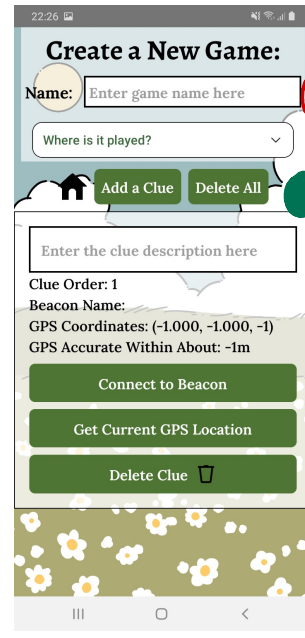 22:26
Create a New Game:
Name: Enter game name here
Where is it played?
Add a Clue Delete All
Enter the clue description here
Clue Order: 1
Beacon Name:
GPS Coordinates: (-1.000, -1.000, -1)
GPS Accurate Within About: -1m
Connect to Beacon
Get Current GPS Location
Delete Clue